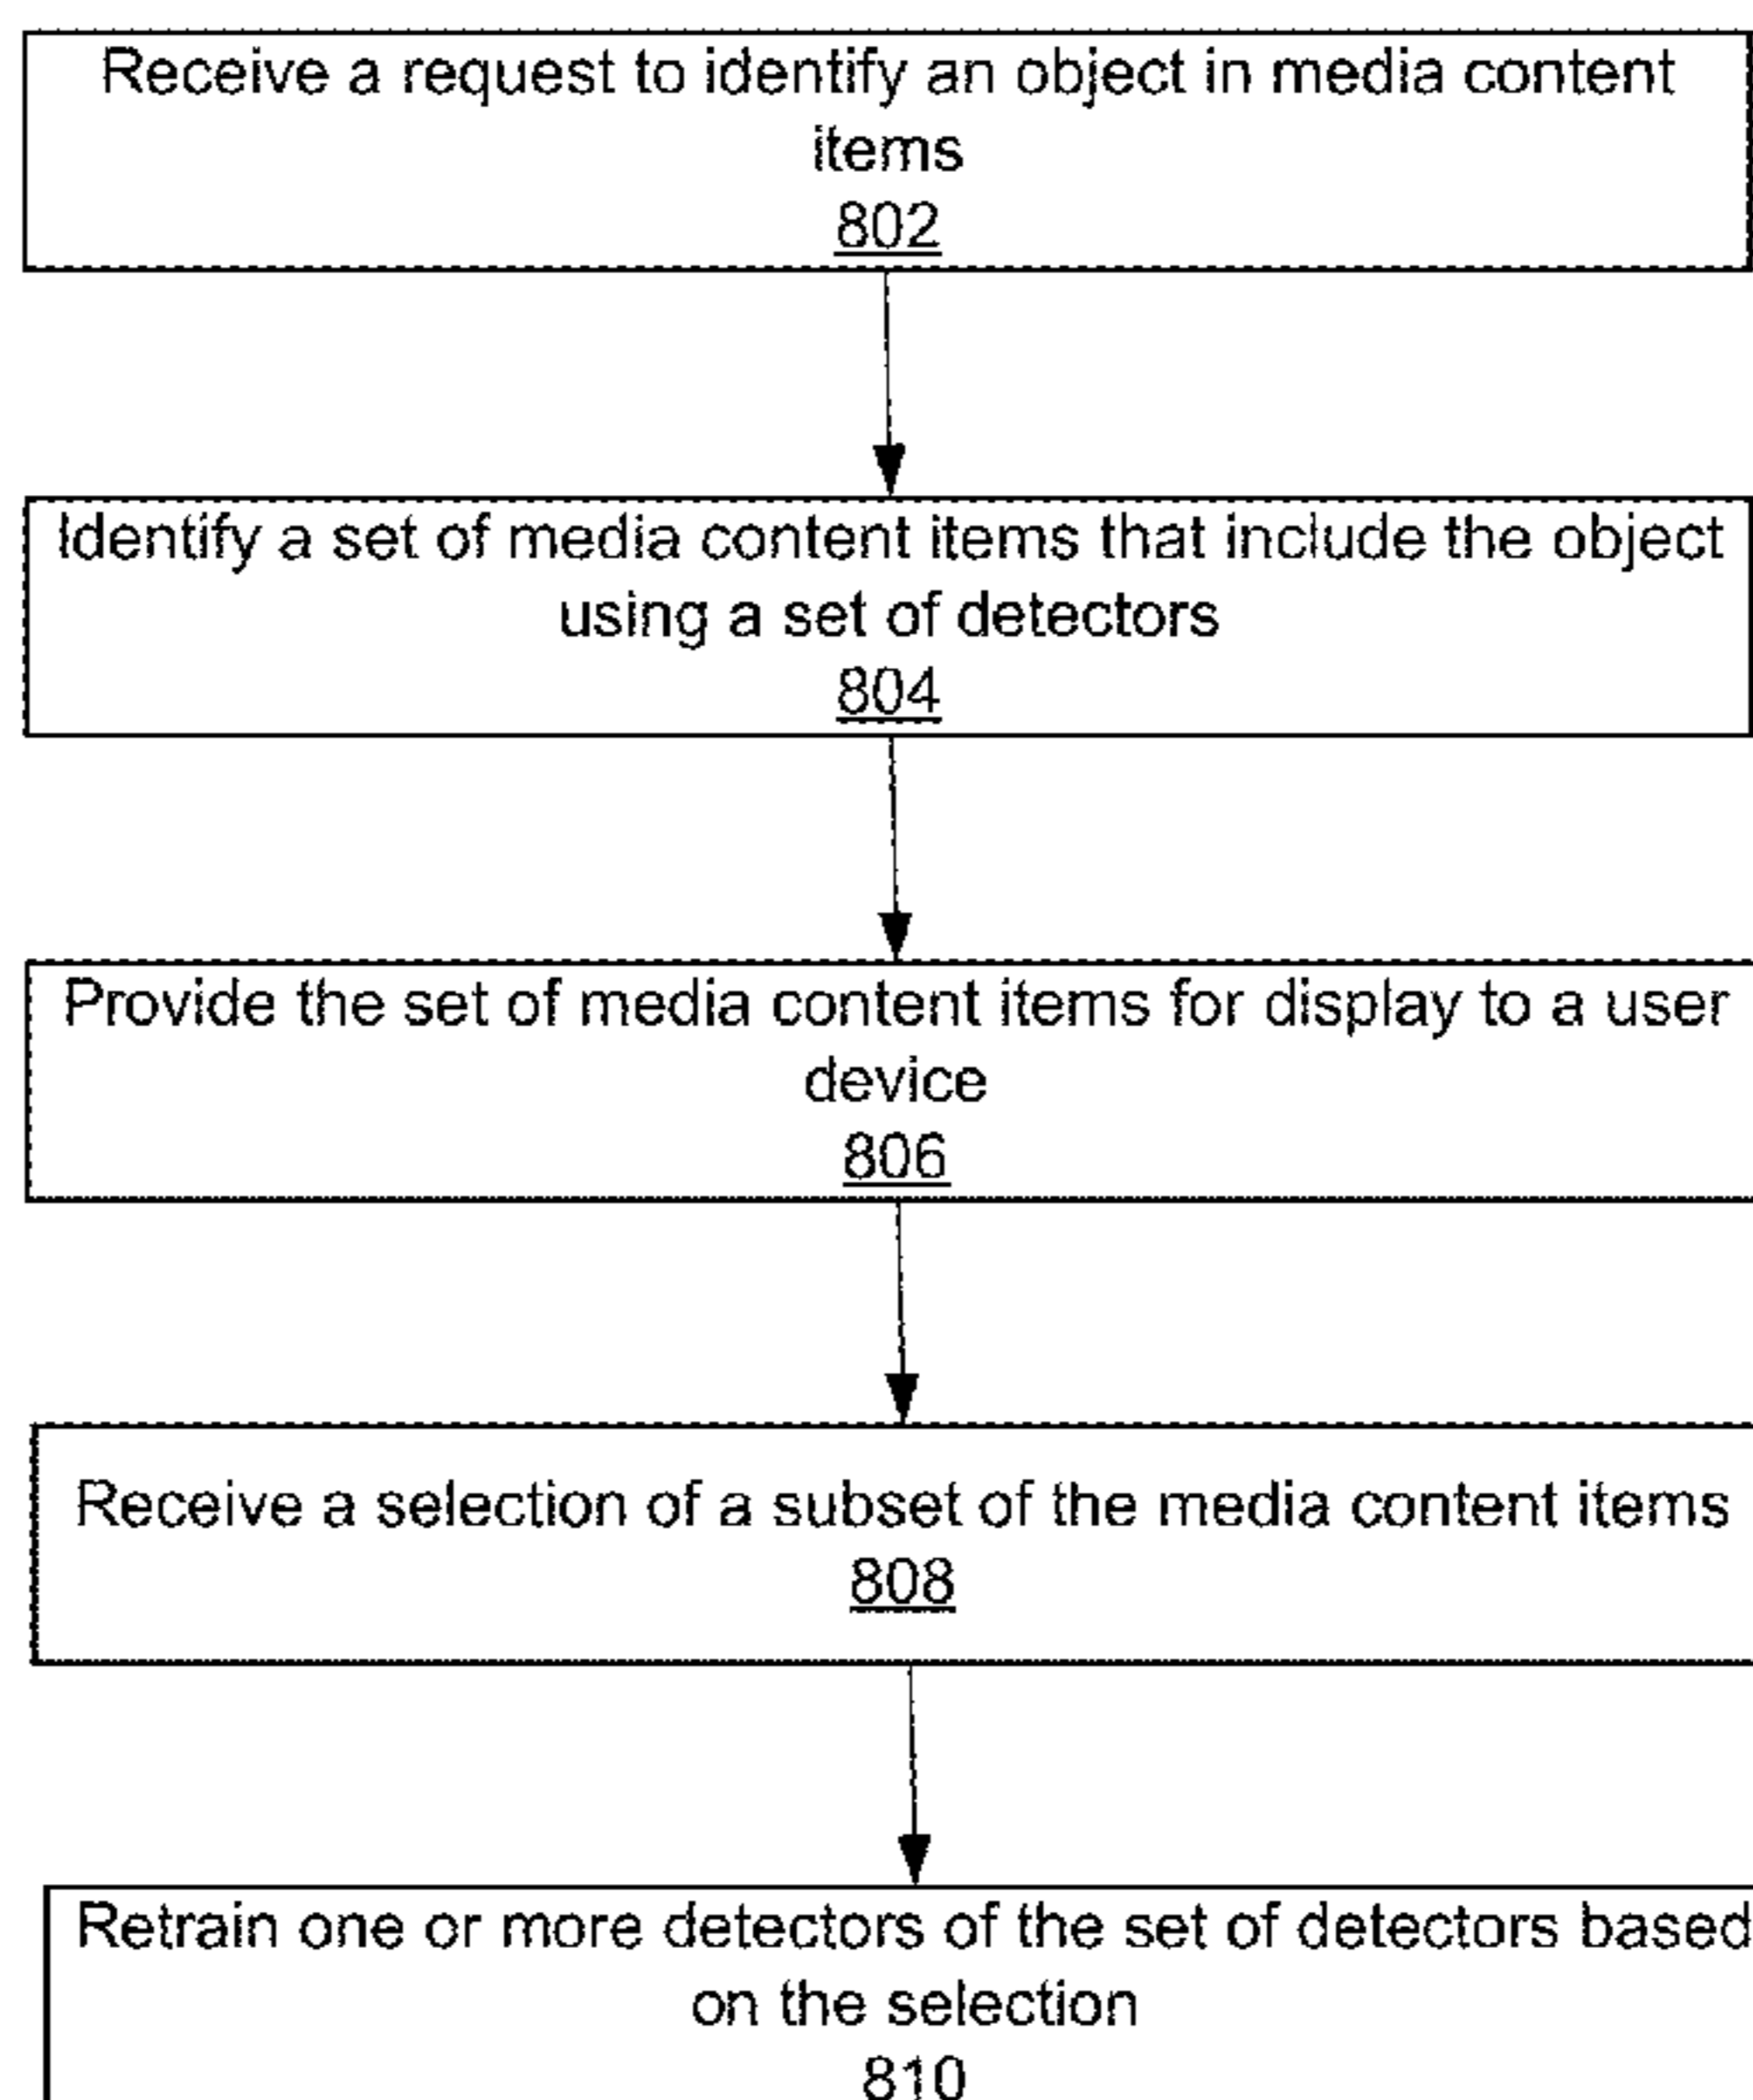 Receive a request to identify an object in media content
items
802
Identify a set of media content items that include the object
using a set of detectors
804
Provide the set of media content items for display to a user
device
806
Receive a selection of a subset of the media content items
808
Retrain one or more detectors of the set of detectors based
on the selection
810